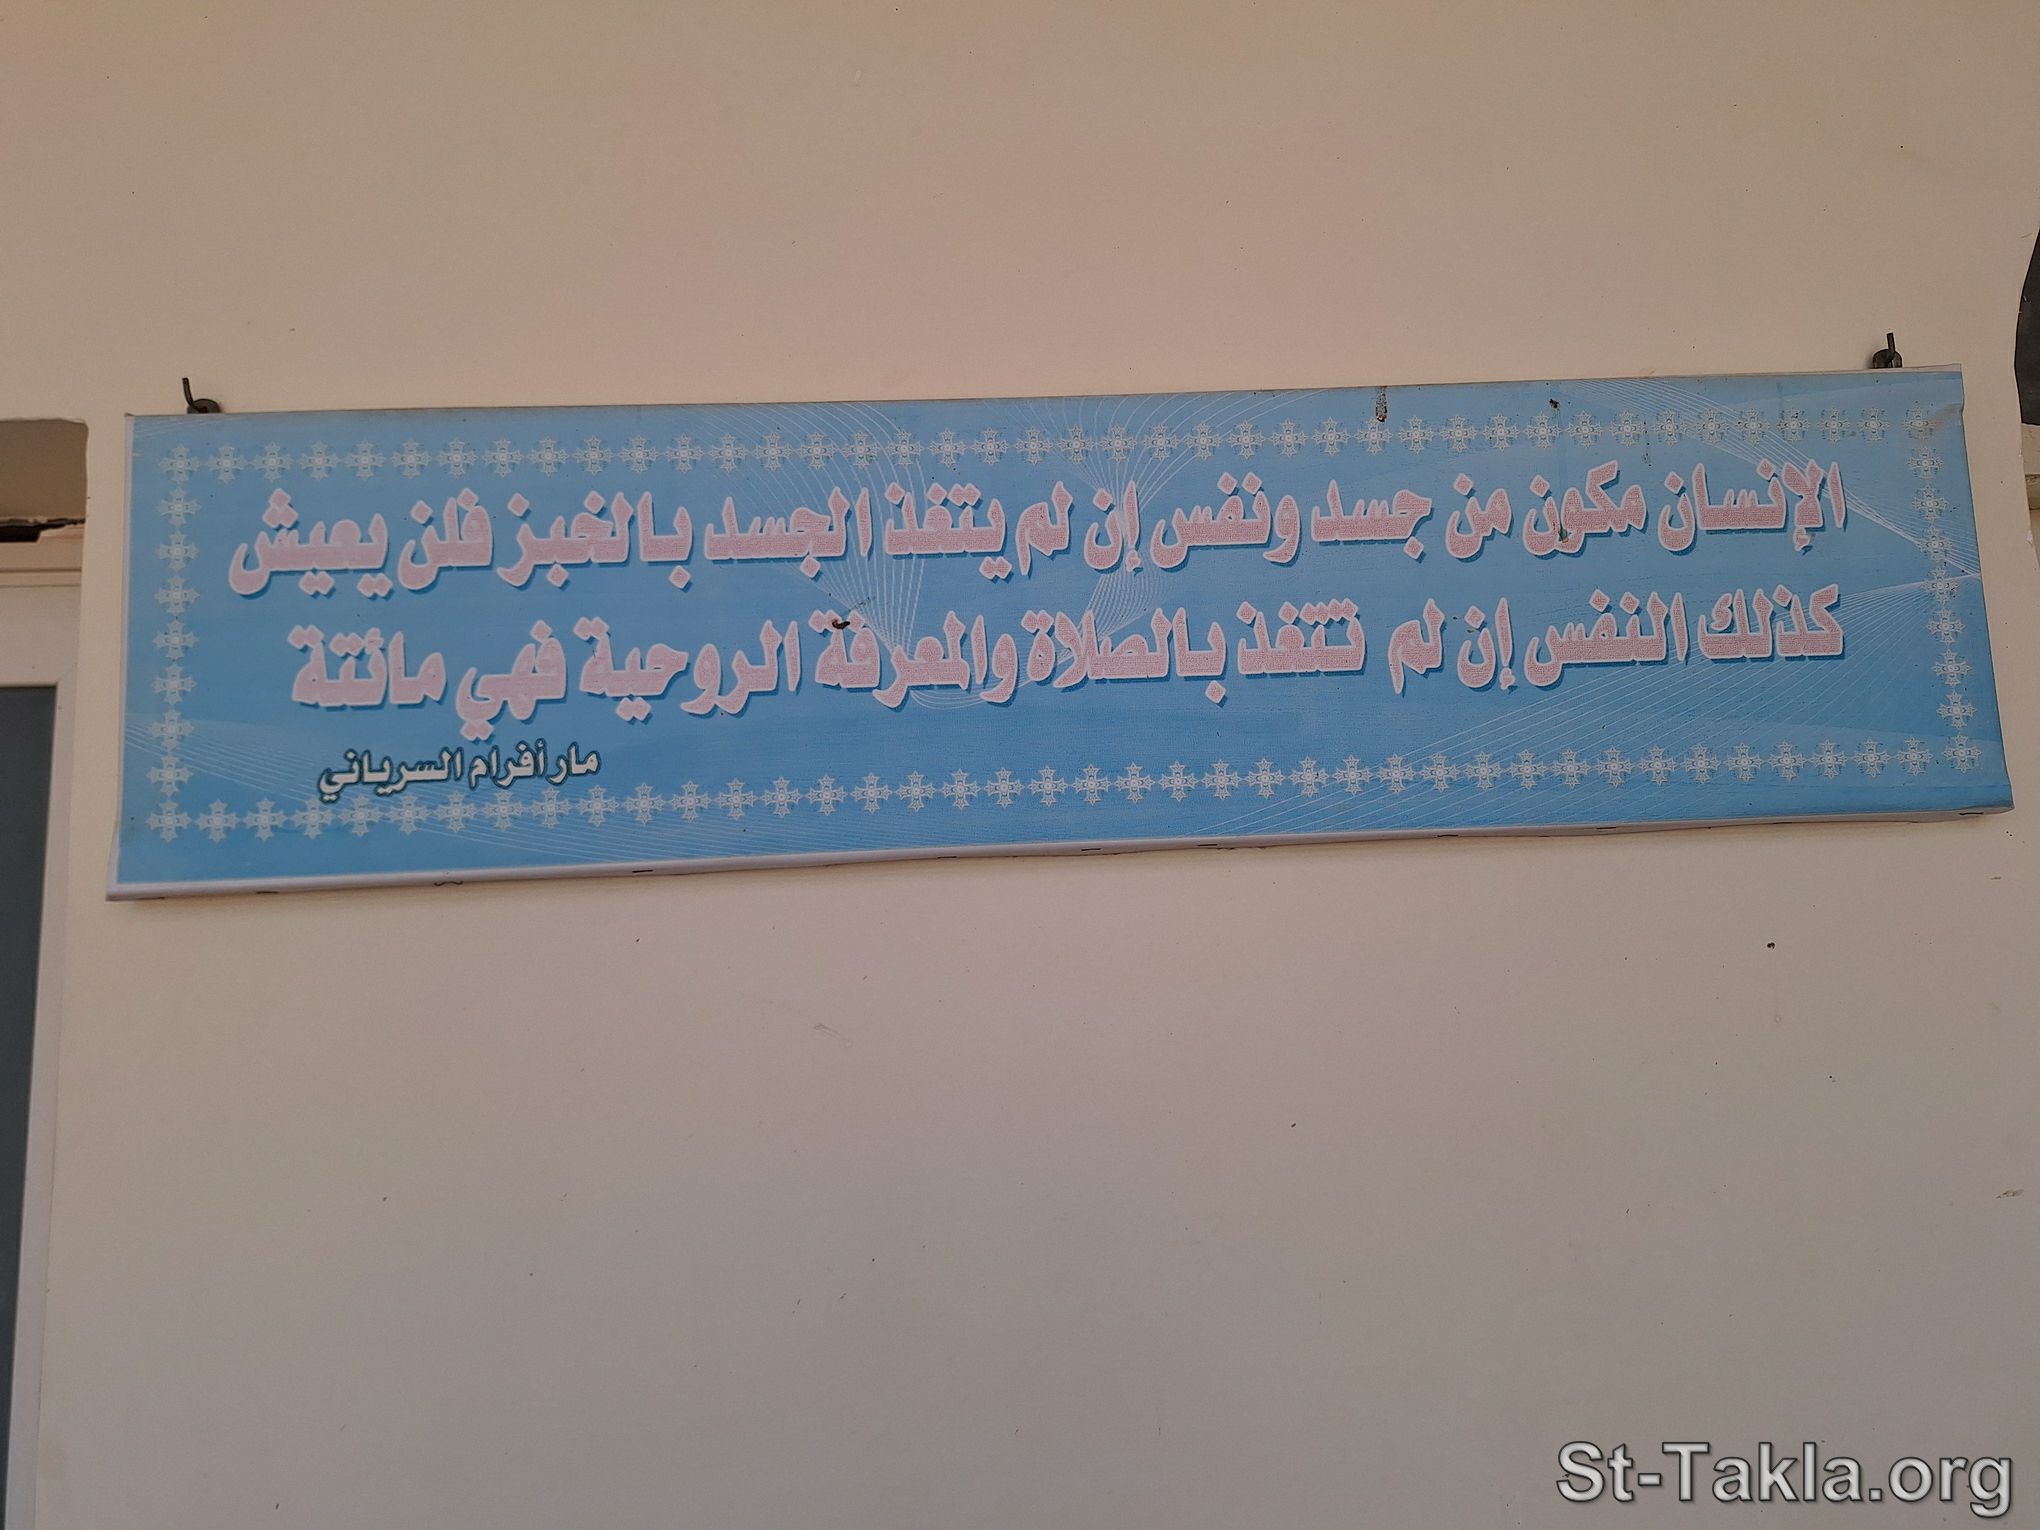 الإنسان مكون من جسد ونفس إن لم يتغذ الجسد بالخبز فلن يعيش
كذلك النفس إن لم تتغذ بالصلاة والمعرفة الروحية فهي مائتة
مار أفرام السرياني
St-Takla.org